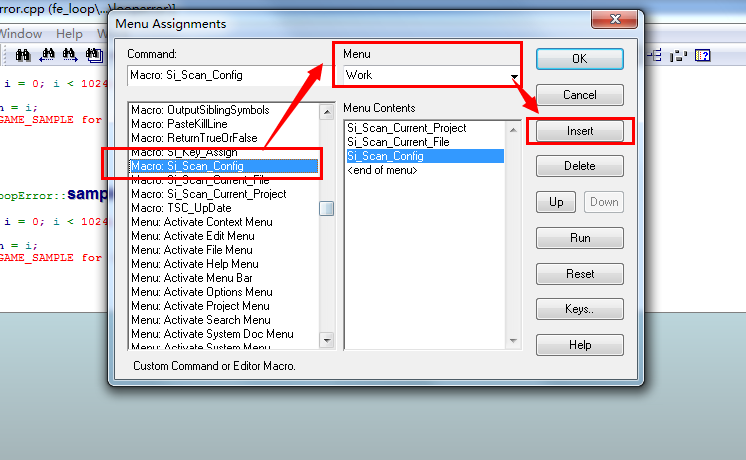 rror.cpp (fe_loop\...\looperror)]
Window Help W
Menu Assignments
Command:
Macro: Si_Scan_Config
Macro: OutputSiblingSymbols
Macro: PasteKillLine
Macro: ReturnTrueOrFalse
Macro: Si_Key_Assign
Macro: Si_Scan_Config
Macro: Si_Scan_Current_File
Macro: Si_Scan_Current_Project
Macro: TSC_UpDate
Menu: Activate Context Menu
Menu: Activate Edit Menu
Menu: Activate File Menu
Menu: Activate Help Menu
Menu: Activate Menu Bar
Menu: Activate Options Menu
Menu: Activate Project Menu
Menu: Activate Search Menu
Menu: Activate System Doc Menu
Menu: Activate System Menu
Custom Command or Editor Macro.
Menu
Work
Menu Contents
Si_Scan_Current_Project
Si_Scan_Current_File
Si_Scan_Config
<end of menu>
OK
Cancel
Insert
Delete
Up
Down
Run
Reset
Keys..
Help
i = 0; i < 1024
n = i;
GAME_SAMPLE for
oopError::samp
i = 0; i < 1024
n = i;
GAME_SAMPLE for